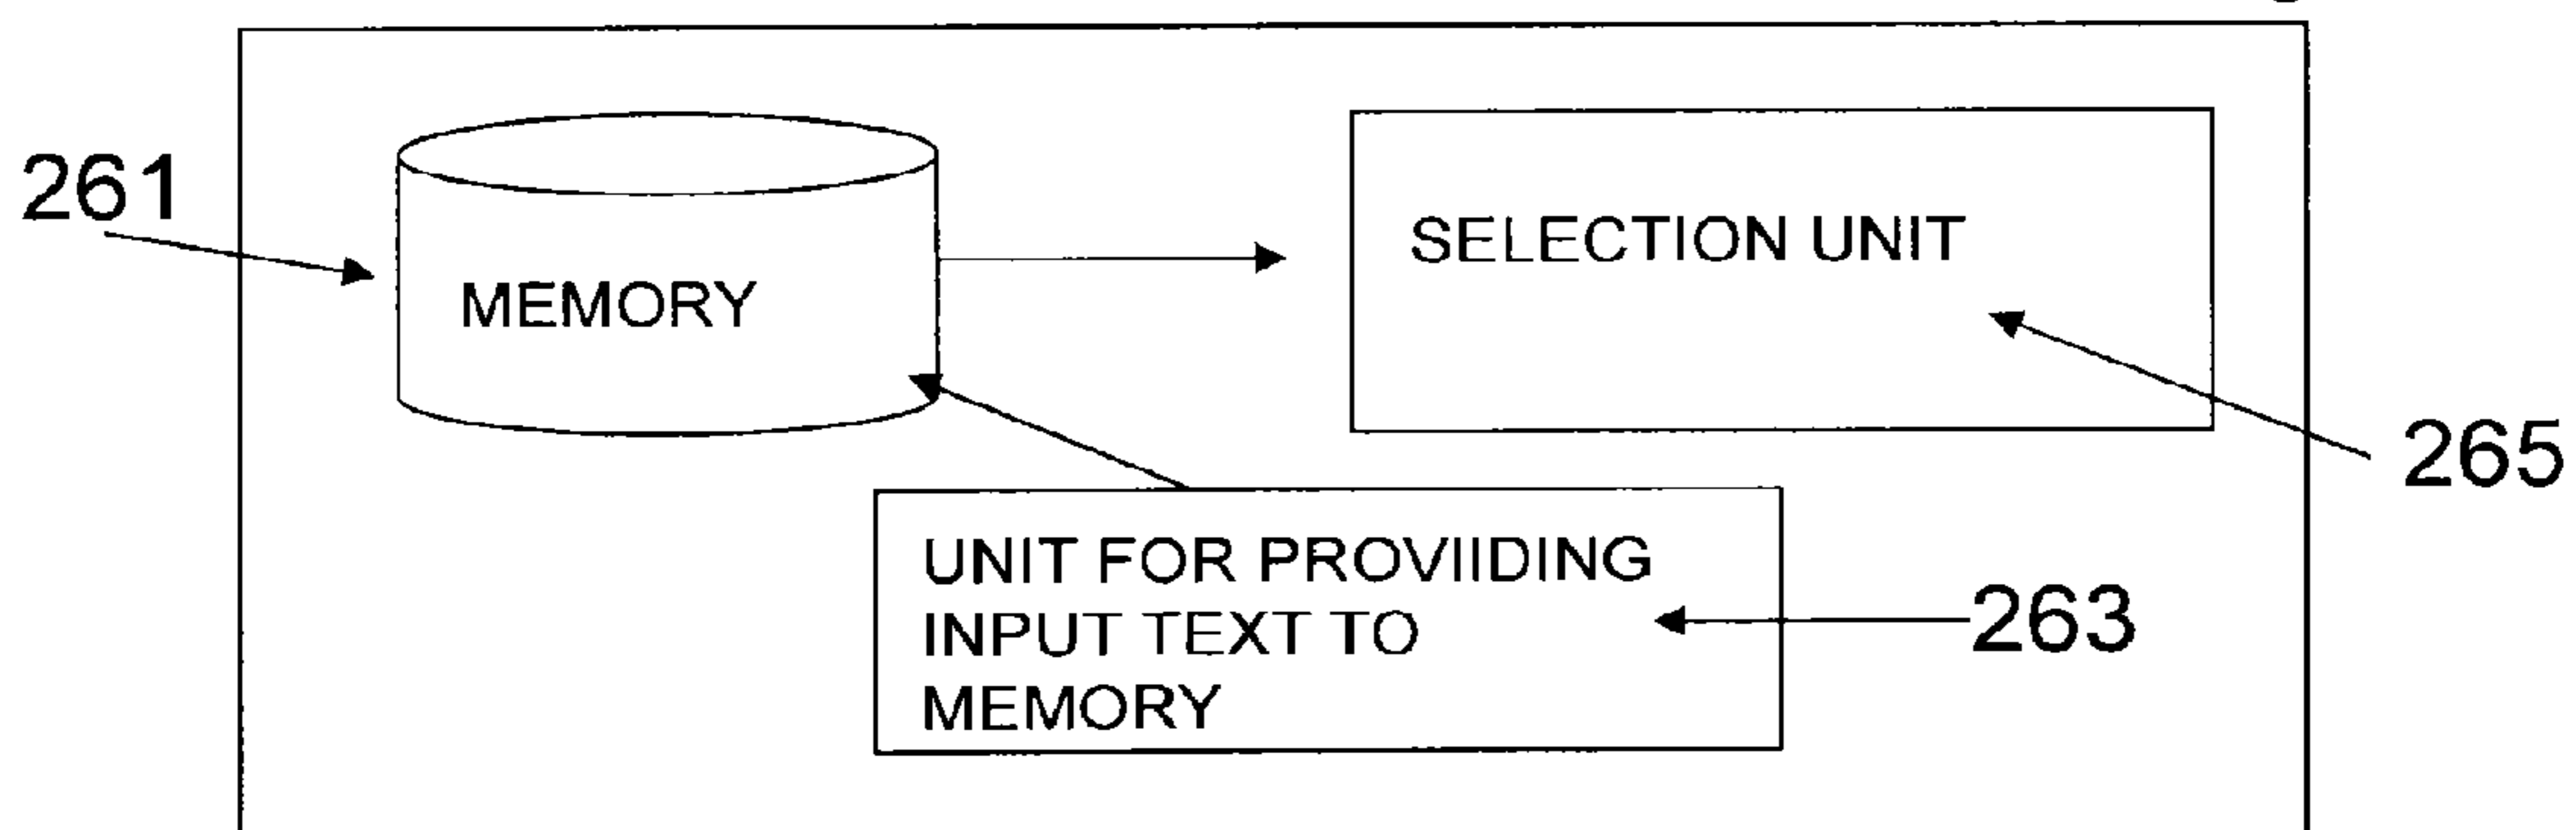 261
MEMORY
SELECTION UNIT
265
UNIT FOR PROVIIDING
INPUT TEXT TO
MEMORY
263